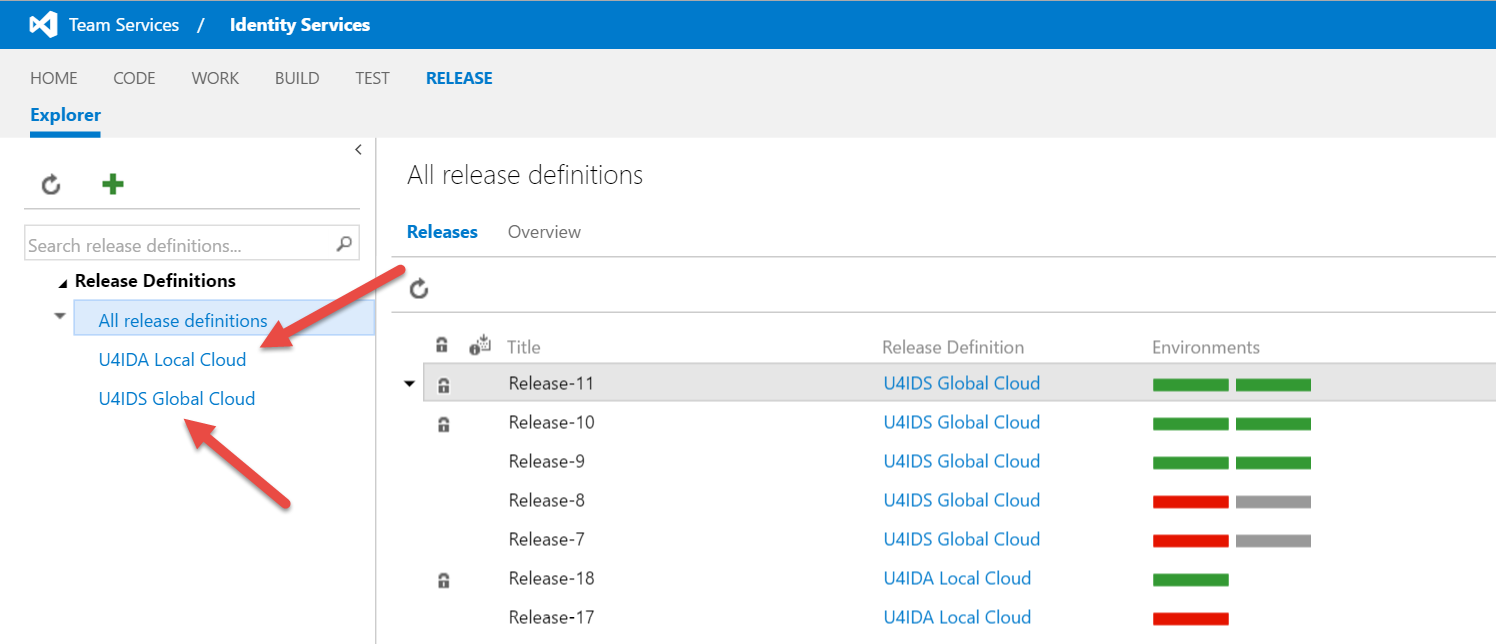 Team Services / Identity Services
HOME CODE WORK BUILD TEST RELEASE
Explorer
Search release definitions...
Release Definitions
All release definitions
U4IDA Local Cloud
U4IDS Global Cloud
All release definitions
Releases Overview
Title Release Definition Environments
Release-11 U4IDS Global Cloud
Release-10 U4IDS Global Cloud
Release-9 U4IDS Global Cloud
Release-8 U4IDS Global Cloud
Release-7 U4IDS Global Cloud
Release-18 U4IDA Local Cloud
Release-17 U4IDA Local Cloud